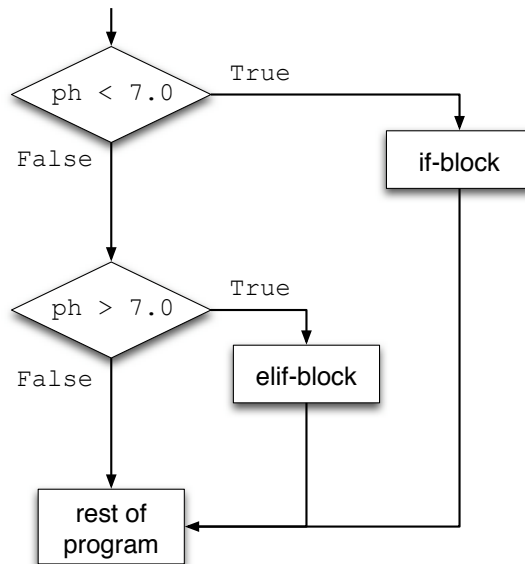 True
ph < 7.0
False
if-block
True
ph > 7.0
False
elif-block
rest of
program